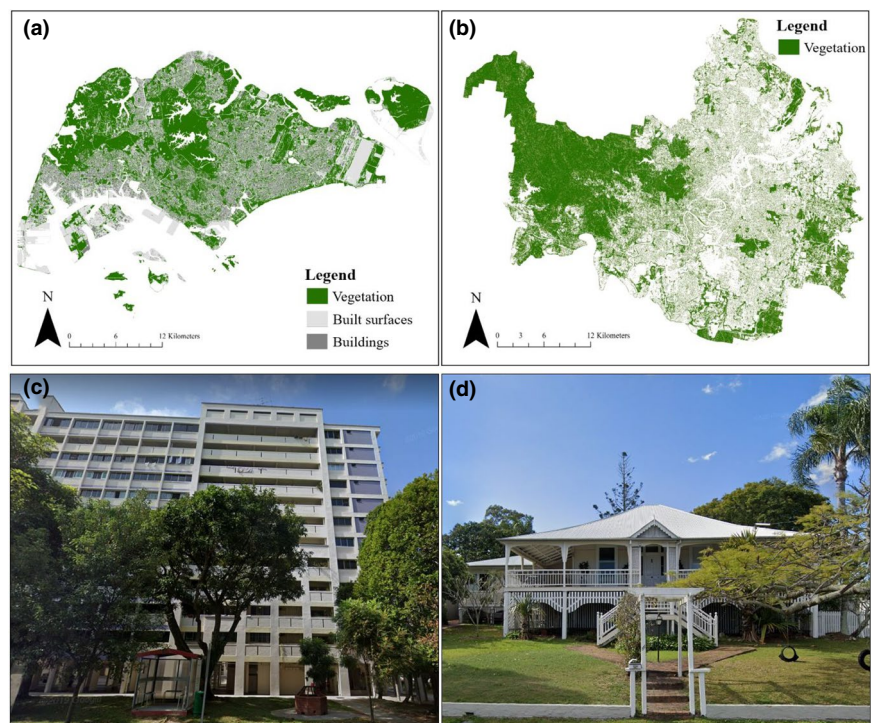 (a)
N
0 6 12 Kilometers
Legend
Vegetation
Built surfaces
Buildings
(b)
Legend
Vegetation
N
0 3 6 12 Kilometers
(c)
(d)